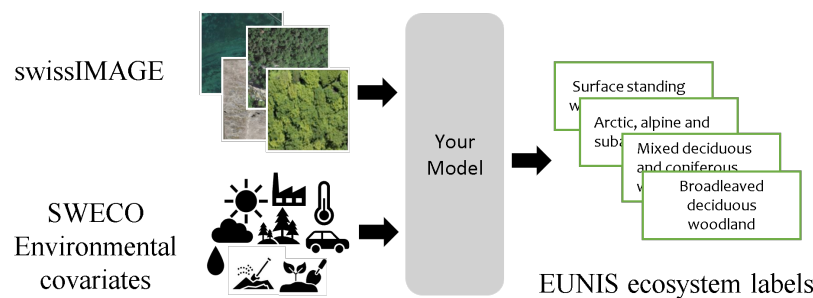 swissIMAGE
SWECO
Environmental
covariates
Your
Model
Surface standing
w
Arctic, alpine and
suba
Mixed deciduous
and coniferous
w
Broadleaved
deciduous
woodland
EUNIS ecosystem labels